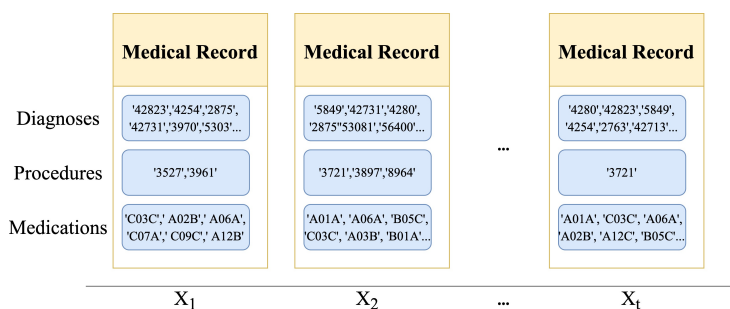 Medical Record Medical Record Medical Record
Diagnoses
'42823','4254','2875',
'42731','3970','5303'...
'5849','42731','4280',
'2875''53081','56400'...
...
'4280','42823','5849',
'4254','2763','42713'...
Procedures
'3527','3961'
'3721','3897','8964'
'3721'
Medications
'C03C',' A02B',' A06A',
'C07A',' C09C',' A12B'
'A01A', 'A06A', 'B05C',
'C03C', 'A03B', 'B01A'...
'A01A', 'C03C', 'A06A',
'A02B', 'A12C', 'B05C'...
X1 X2 ... Xt